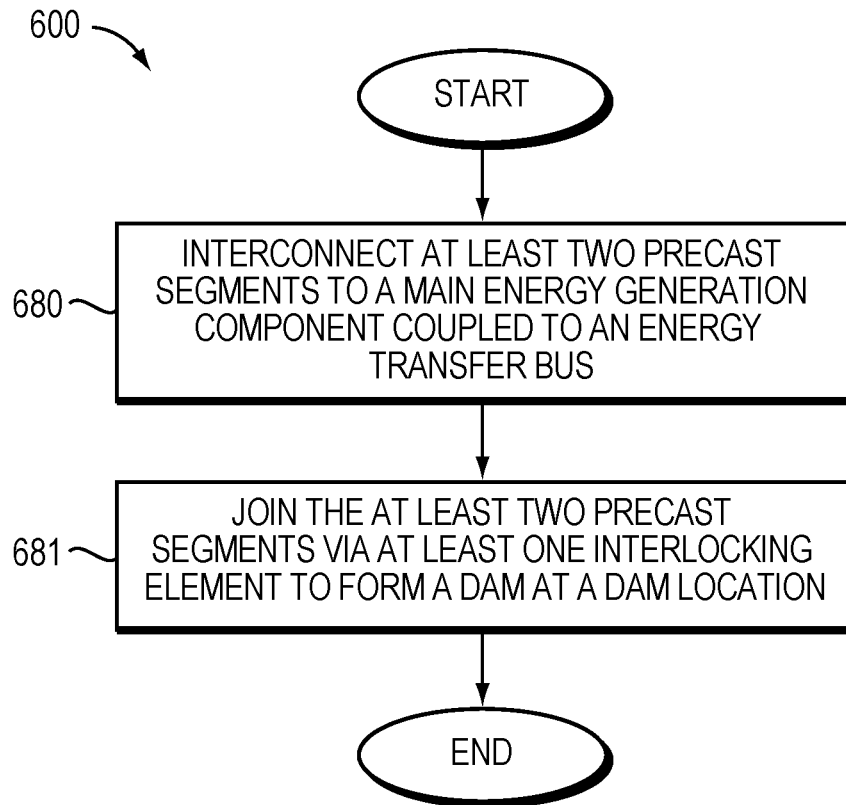 600
START
680
INTERCONNECT AT LEAST TWO PRECAST
SEGMENTS TO A MAIN ENERGY GENERATION
COMPONENT COUPLED TO AN ENERGY
TRANSFER BUS
681
JOIN THE AT LEAST TWO PRECAST
SEGMENTS VIA AT LEAST ONE INTERLOCKING
ELEMENT TO FORM A DAM AT A DAM LOCATION
END